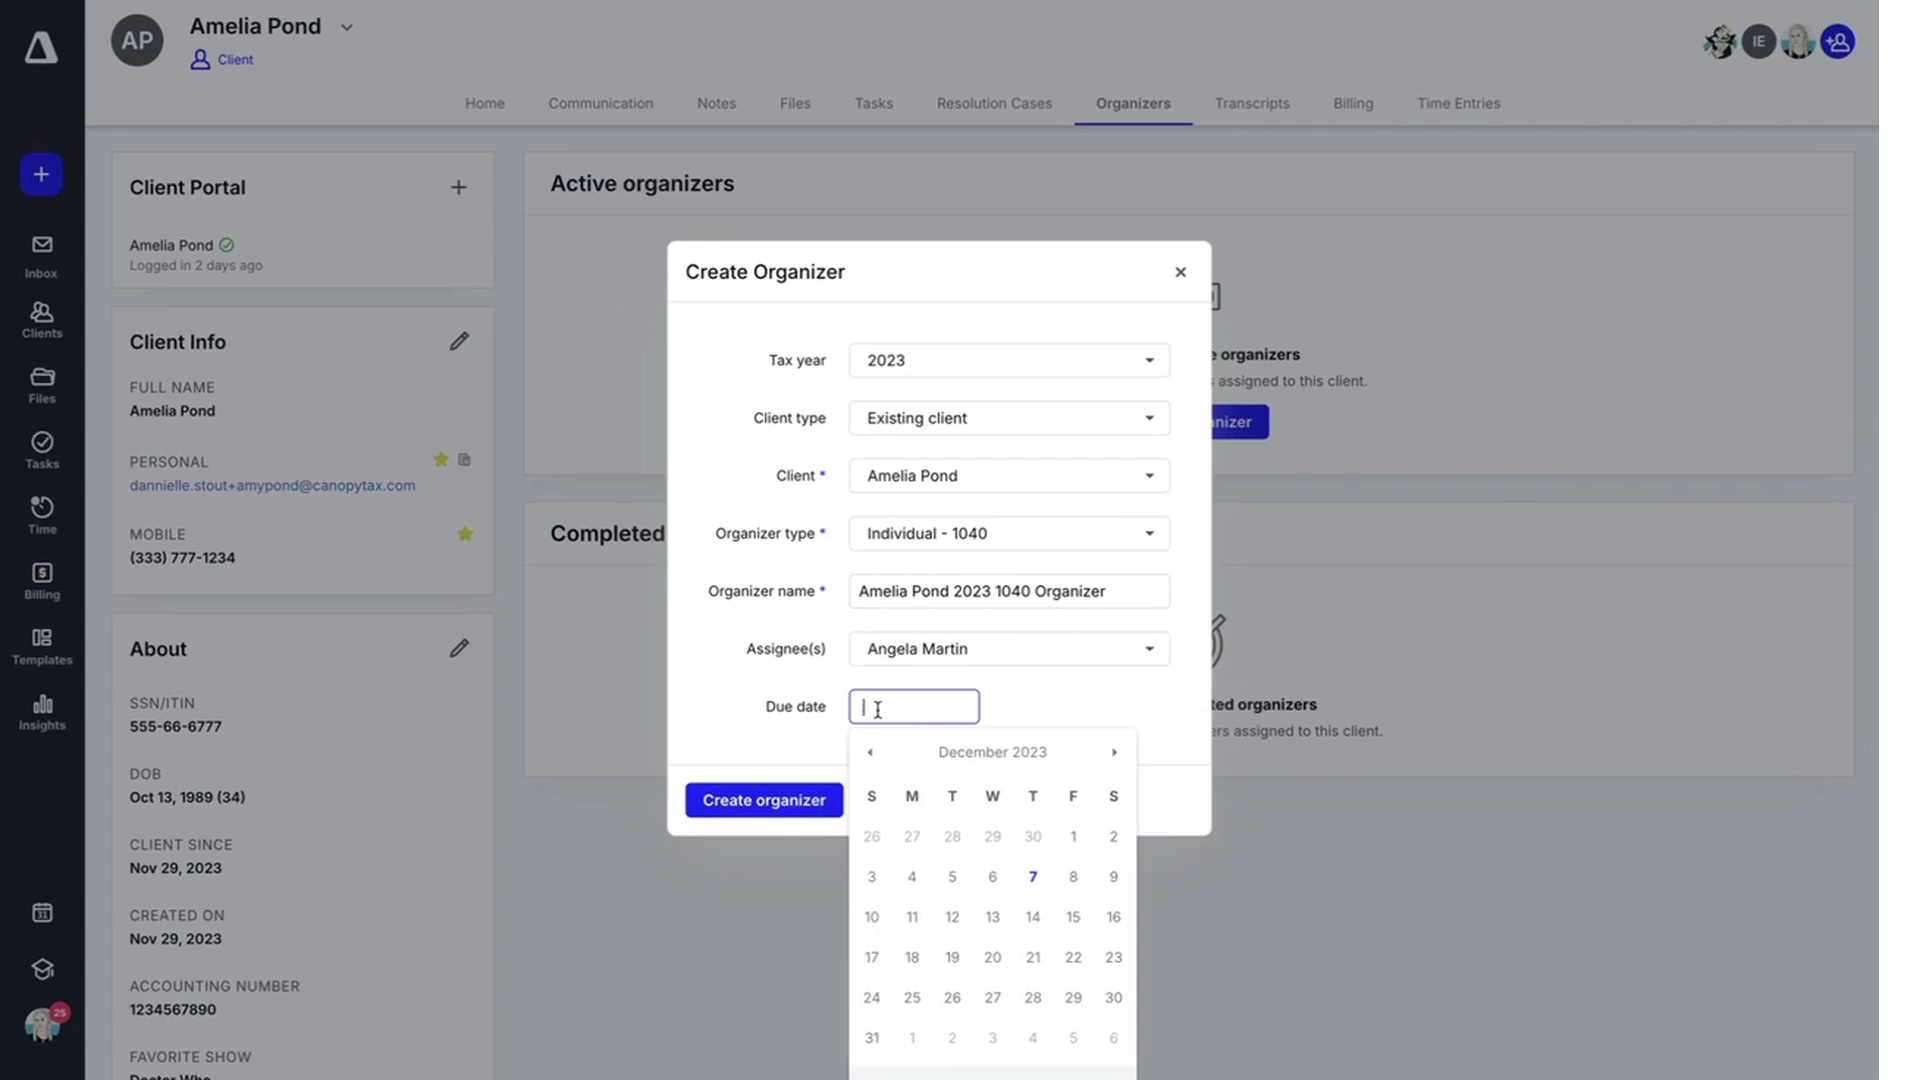 AP
Amelia Pond
Client
IE
Home
Communication
Notes
Files
Tasks
Resolution Cases
Organizers
Transcripts
Billing
Time Entries
Inbox
Clients
Files
Tasks
Time
Billing
Templates
Insights
31
25
Client Portal
Amelia Pond
Logged in 2 days ago
Client Info
FULL NAME
Amelia Pond
PERSONAL
dannielle.stout+amypond@canopytax.com
MOBILE
(333) 777-1234
About
SSN/ITIN
555-66-6777
DOB
Oct 13, 1989 (34)
CLIENT SINCE
Nov 29, 2023
CREATED ON
Nov 29, 2023
ACCOUNTING NUMBER
1234567890
FAVORITE SHOW
Doctor Who
Active organizers
e organizers
s assigned to this client.
nizer
Completed
ted organizers
ers assigned to this client.
Create Organizer
Tax year 2023
Client type Existing client
Client * Amelia Pond
Organizer type * Individual - 1040
Organizer name * Amelia Pond 2023 1040 Organizer
Assignee(s) Angela Martin
Due date
Create organizer
December 2023
S M T W T F S
26 27 28 29 30 1 2
3 4 5 6 7 8 9
10 11 12 13 14 15 16
17 18 19 20 21 22 23
24 25 26 27 28 29 30
31 1 2 3 4 5 6